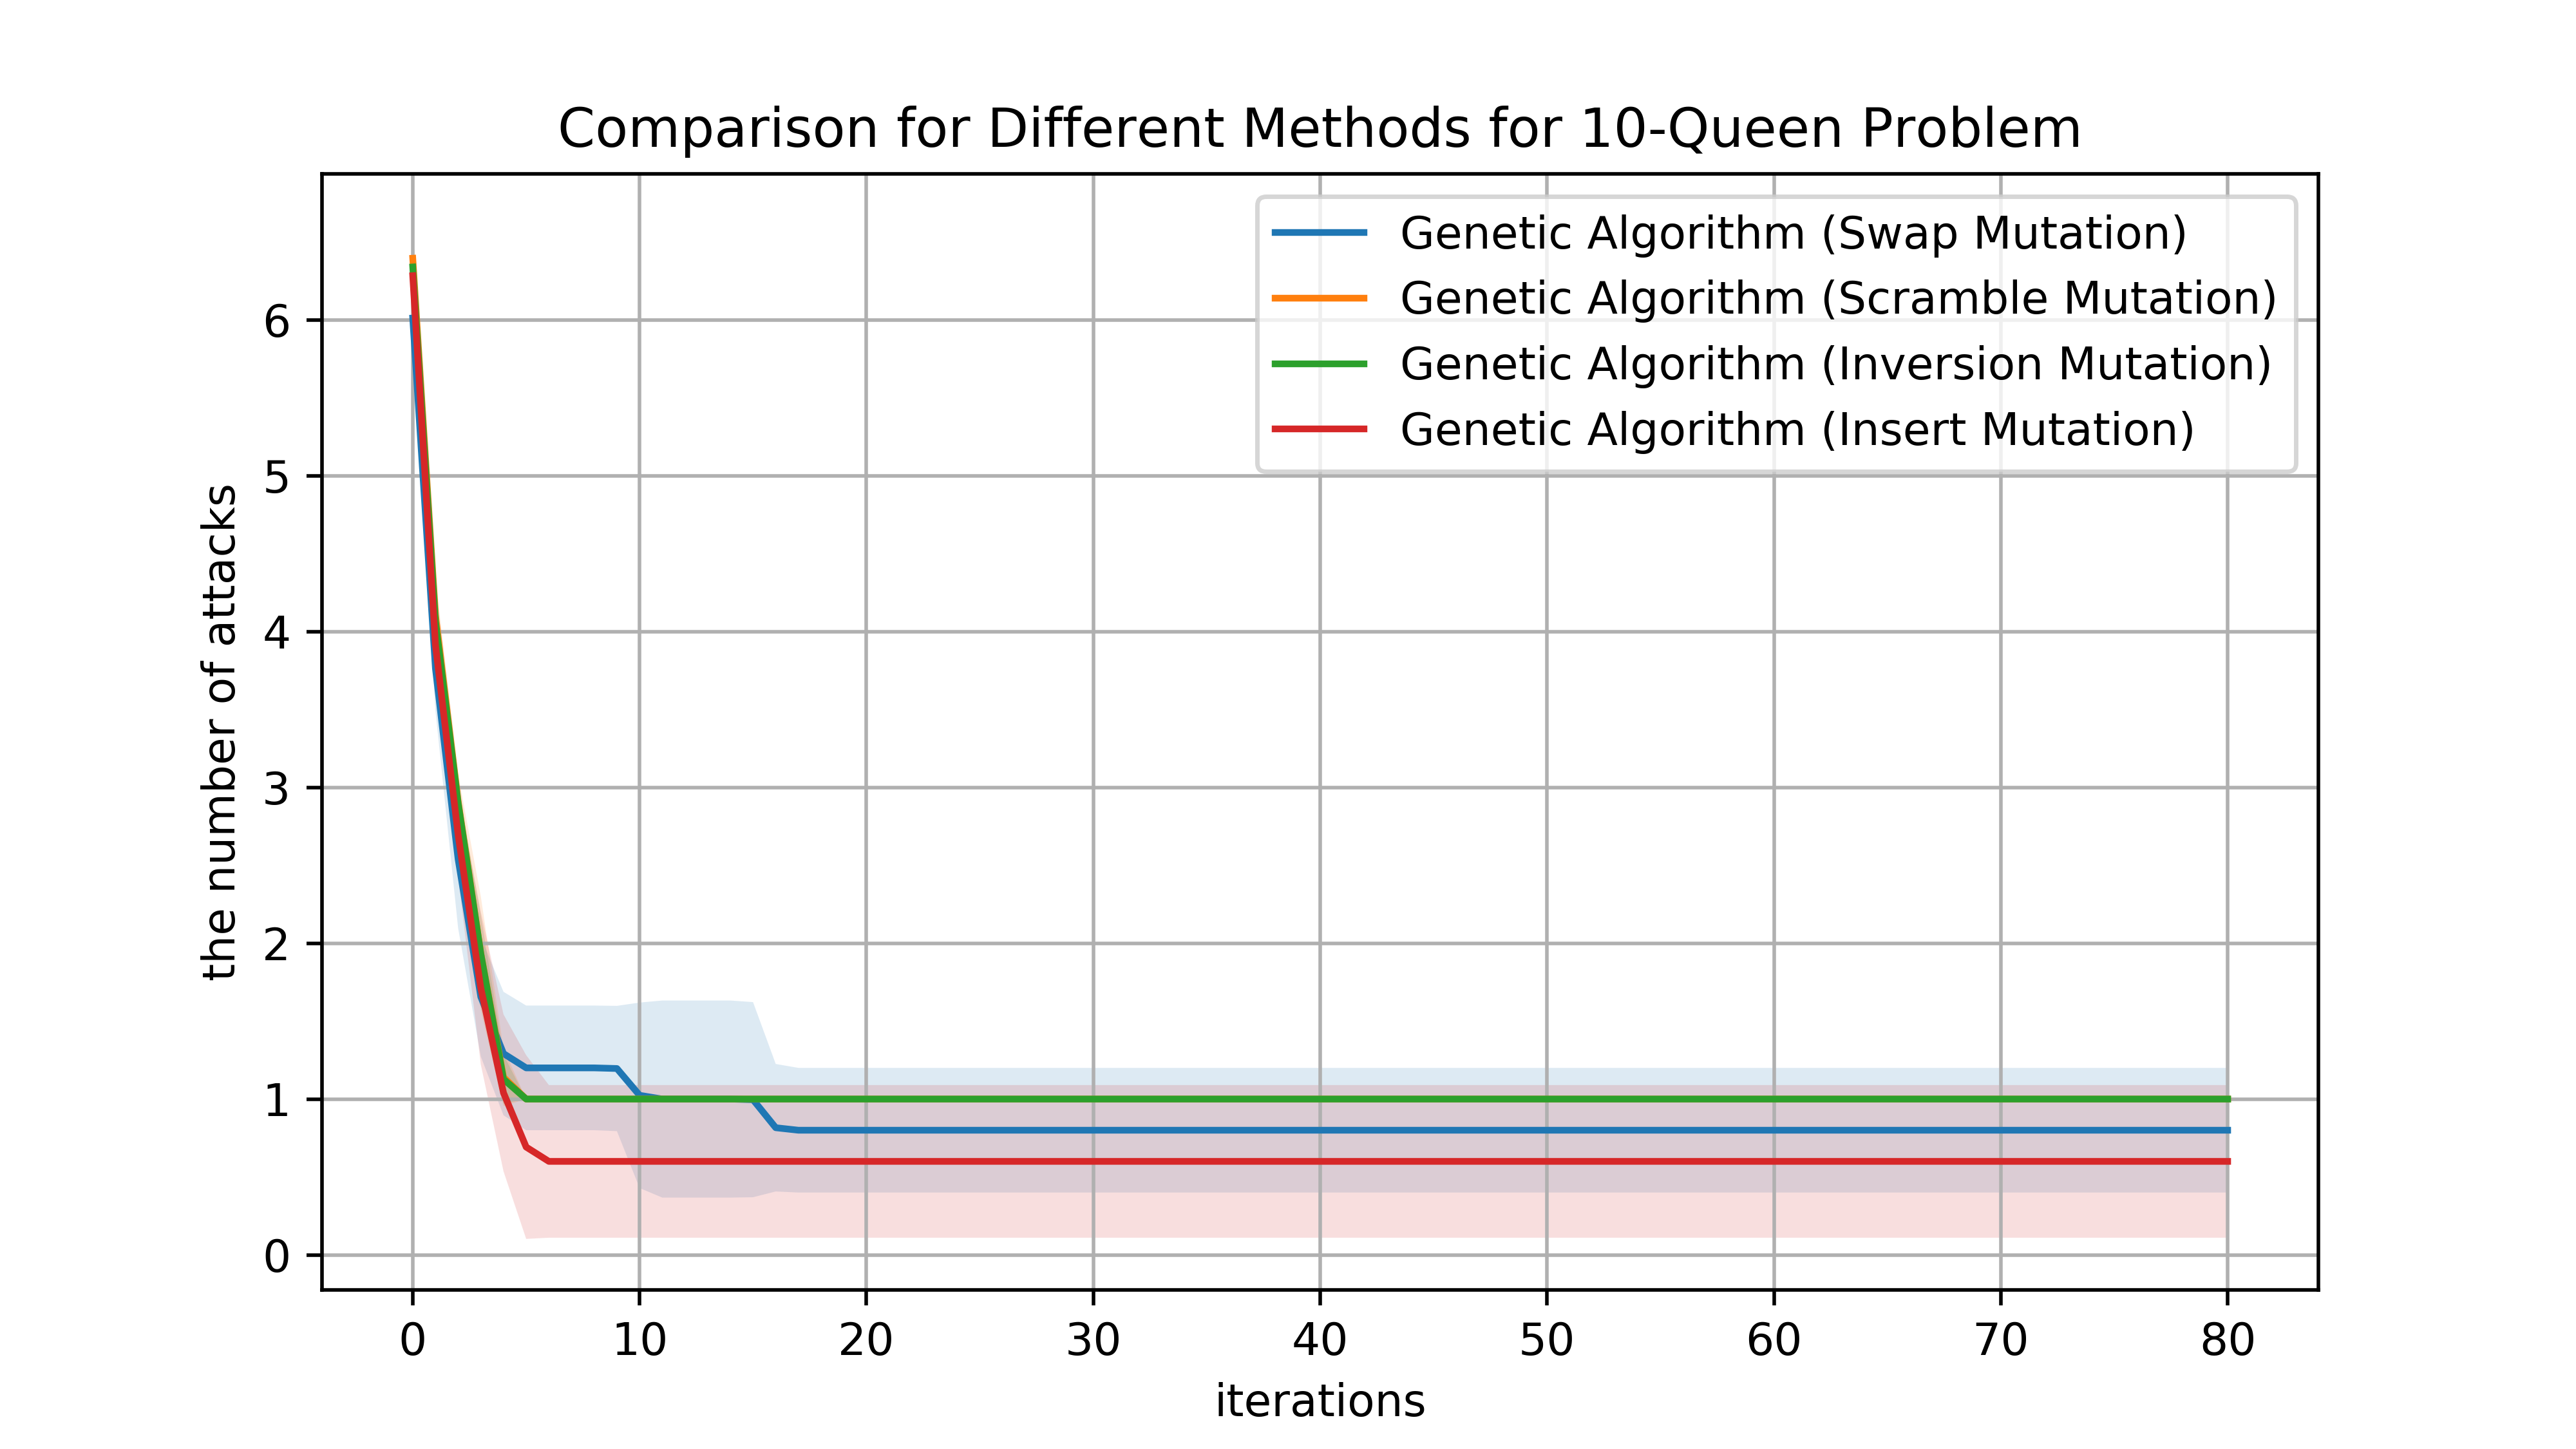 Comparison for Different Methods for 10-Queen Problem
Genetic Algorithm (Swap Mutation)
Genetic Algorithm (Scramble Mutation)
Genetic Algorithm (Inversion Mutation)
Genetic Algorithm (Insert Mutation)
the number of attacks
6
5
4
3
2
1
0
0 10 20 30 40 50 60 70 80
iterations